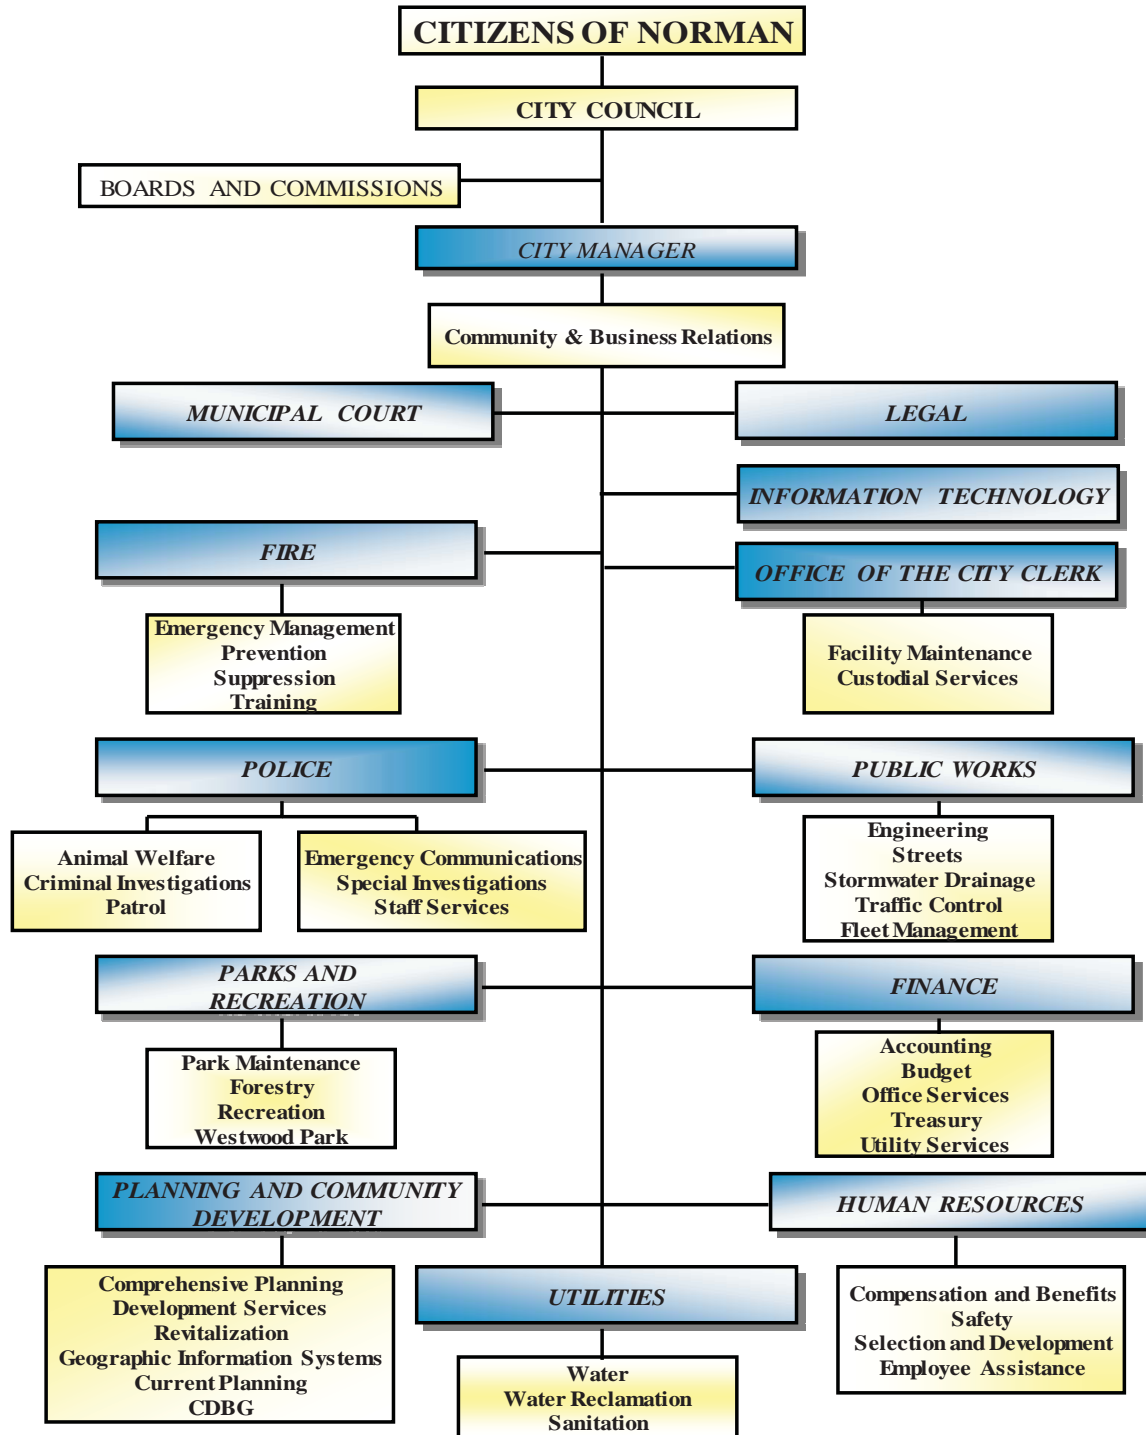 CITIZENS OF NORMAN
CITY COUNCIL
BOARDS AND COMMISSIONS
CITY MANAGER
Community & Business Relations
MUNICIPAL COURT
LEGAL
INFORMATION TECHNOLOGY
FIRE
OFFICE OF THE CITY CLERK
Emergency Management
Prevention
Suppression
Training
Facility Maintenance
Custodial Services
POLICE
PUBLIC WORKS
Animal Welfare
Criminal Investigations
Patrol
Emergency Communications
Special Investigations
Staff Services
Engineering
Streets
Stormwater Drainage
Traffic Control
Fleet Management
PARKS AND
RECREATION
FINANCE
Park Maintenance
Forestry
Recreation
Westwood Park
Accounting
Budget
Office Services
Treasury
Utility Services
PLANNING AND COMMUNITY
DEVELOPMENT
HUMAN RESOURCES
Comprehensive Planning
Development Services
Revitalization
Geographic Information Systems
Current Planning
CDBG
UTILITIES
Water
Water Reclamation
Sanitation
Compensation and Benefits
Safety
Selection and Development
Employee Assistance